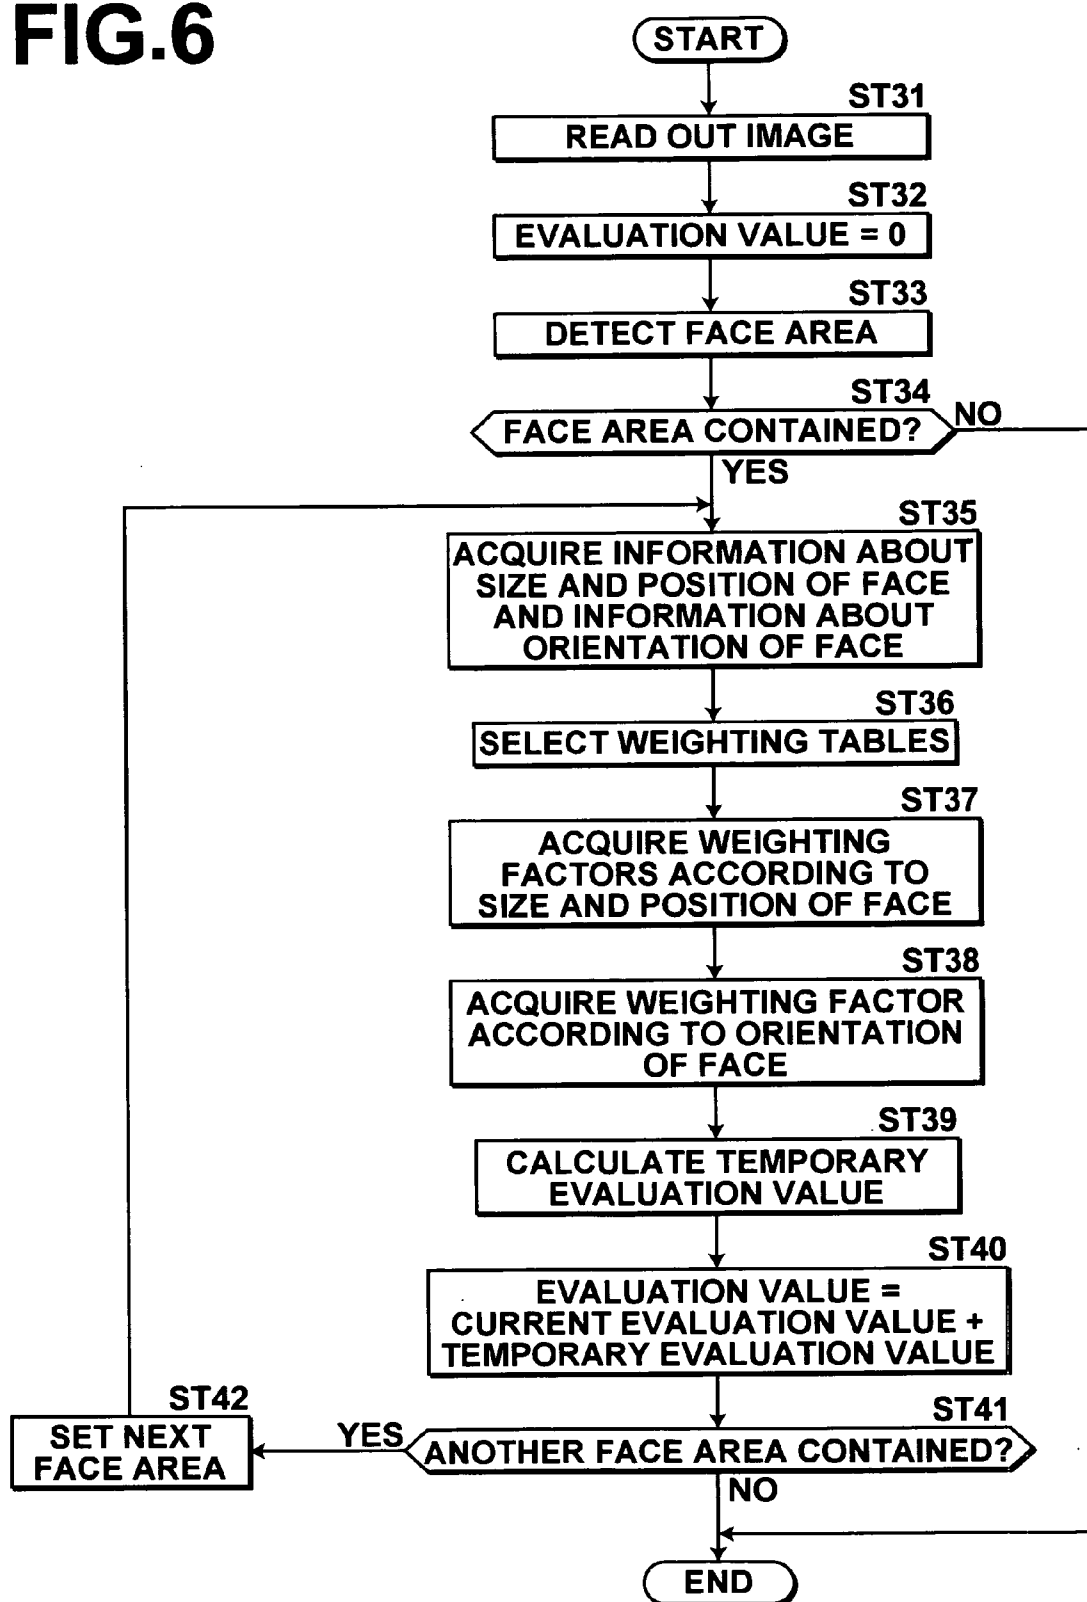 FIG.6
START
ST31
READ OUT IMAGE
ST32
EVALUATION VALUE = 0
ST33
DETECT FACE AREA
ST34
FACE AREA CONTAINED?
NO
YES
ST35
ACQUIRE INFORMATION ABOUT
SIZE AND POSITION OF FACE
AND INFORMATION ABOUT
ORIENTATION OF FACE
ST36
SELECT WEIGHTING TABLES
ST37
ACQUIRE WEIGHTING
FACTORS ACCORDING TO
SIZE AND POSITION OF FACE
ST38
ACQUIRE WEIGHTING FACTOR
ACCORDING TO ORIENTATION
OF FACE
ST39
CALCULATE TEMPORARY
EVALUATION VALUE
ST40
EVALUATION VALUE =
CURRENT EVALUATION VALUE +
TEMPORARY EVALUATION VALUE
ST41
ANOTHER FACE AREA CONTAINED?
YES
ST42
SET NEXT
FACE AREA
NO
END